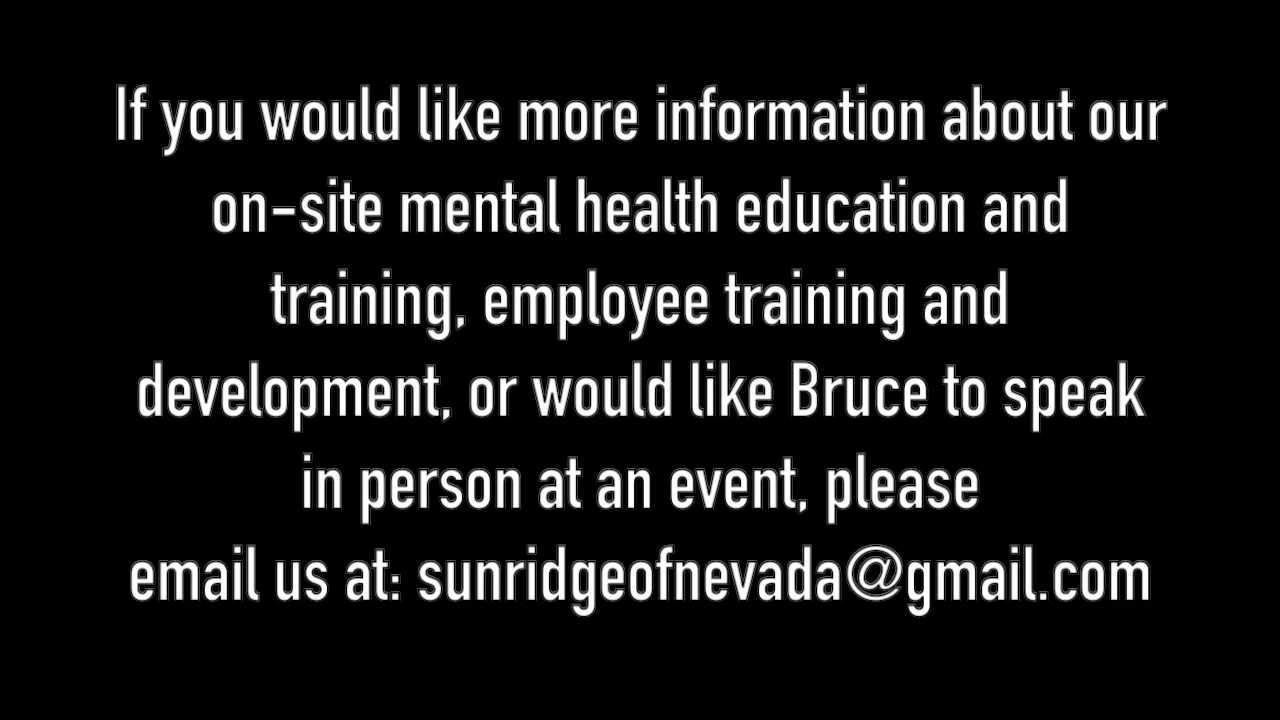 If you would like more information about our
on-site mental health education and
training, employee training and
development, or would like Bruce to speak
in person at an event, please
email us at: sunridgeofnevada@gmail.com